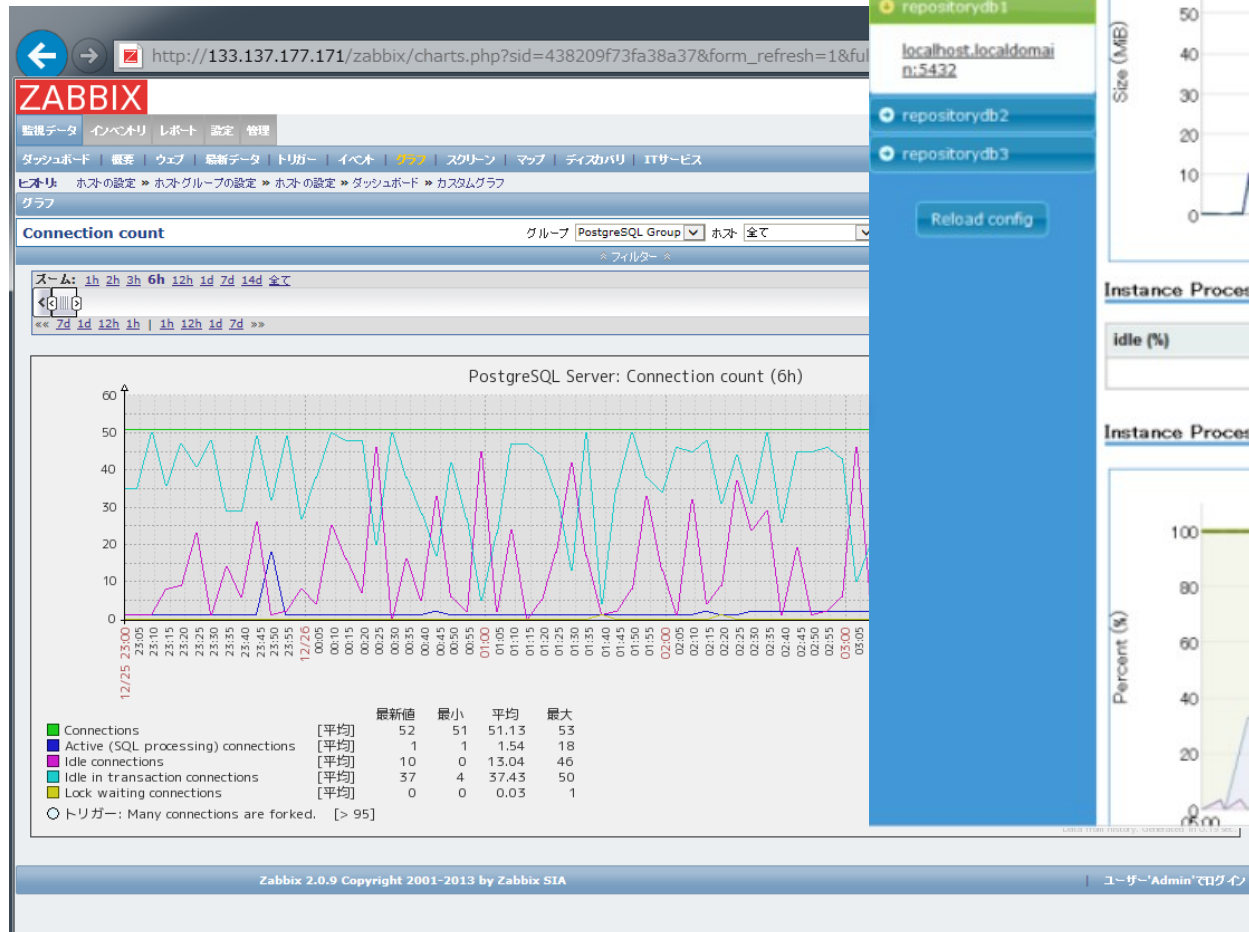 http://133.137.177.171/zabbix/charts.php?sid=438209f73fa38a37&form_refresh=1&ful
ZABBIX
監視データ インベントリ レポート 設定 管理
ダッシュボード | 概要 | ウェブ | 最新データ | トリガー | イベント | グラフ | スクリーン | マップ | ディスカバリ | ITサービス
ヒストリ: ホストの設定 » ホストグループの設定 » ホストの設定 » ダッシュボード » カスタムグラフ
グラフ
Connection count グループ PostgreSQL Group ホスト 全て
フィルター
ズーム: 1h 2h 3h 6h 12h 1d 7d 14d 全て
«« 7d 1d 12h 1h | 1h 12h 1d 7d »»
PostgreSQL Server: Connection count (6h)
60
50
40
30
20
10
0
12/25 23:00 23:05 23:10 23:15 23:20 23:25 23:30 23:35 23:40 23:45 23:50 23:55 12/26 00:05 00:10 00:15 00:20 00:25 00:30 00:35 00:40 00:45 00:50 00:55 01:00 01:05 01:10 01:15 01:20 01:25 01:30 01:35 01:40 01:45 01:50 01:55 02:00 02:05 02:10 02:15 02:20 02:25 02:30 02:35 02:40 02:45 02:50 02:55 03:00 03:05
最新値 最小 平均 最大
Connections [平均] 52 51 51.13 53
Active (SQL processing) connections [平均] 1 1 1.54 18
Idle connections [平均] 10 0 13.04 46
Idle in transaction connections [平均] 37 4 37.43 50
Lock waiting connections [平均] 0 0 0.03 1
トリガー: Many connections are forked. [> 95]
Zabbix 2.0.9 Copyright 2001-2013 by Zabbix SIA | ユーザー'Admin'でログイン
repositorydb1
localhost.localdomai
n:5432
repositorydb2
repositorydb3
Reload config
Size (MiB)
50
40
30
20
10
0
Instance Proces
idle (%)
Instance Proces
Percent (%)
100
80
60
40
20
0
05:00